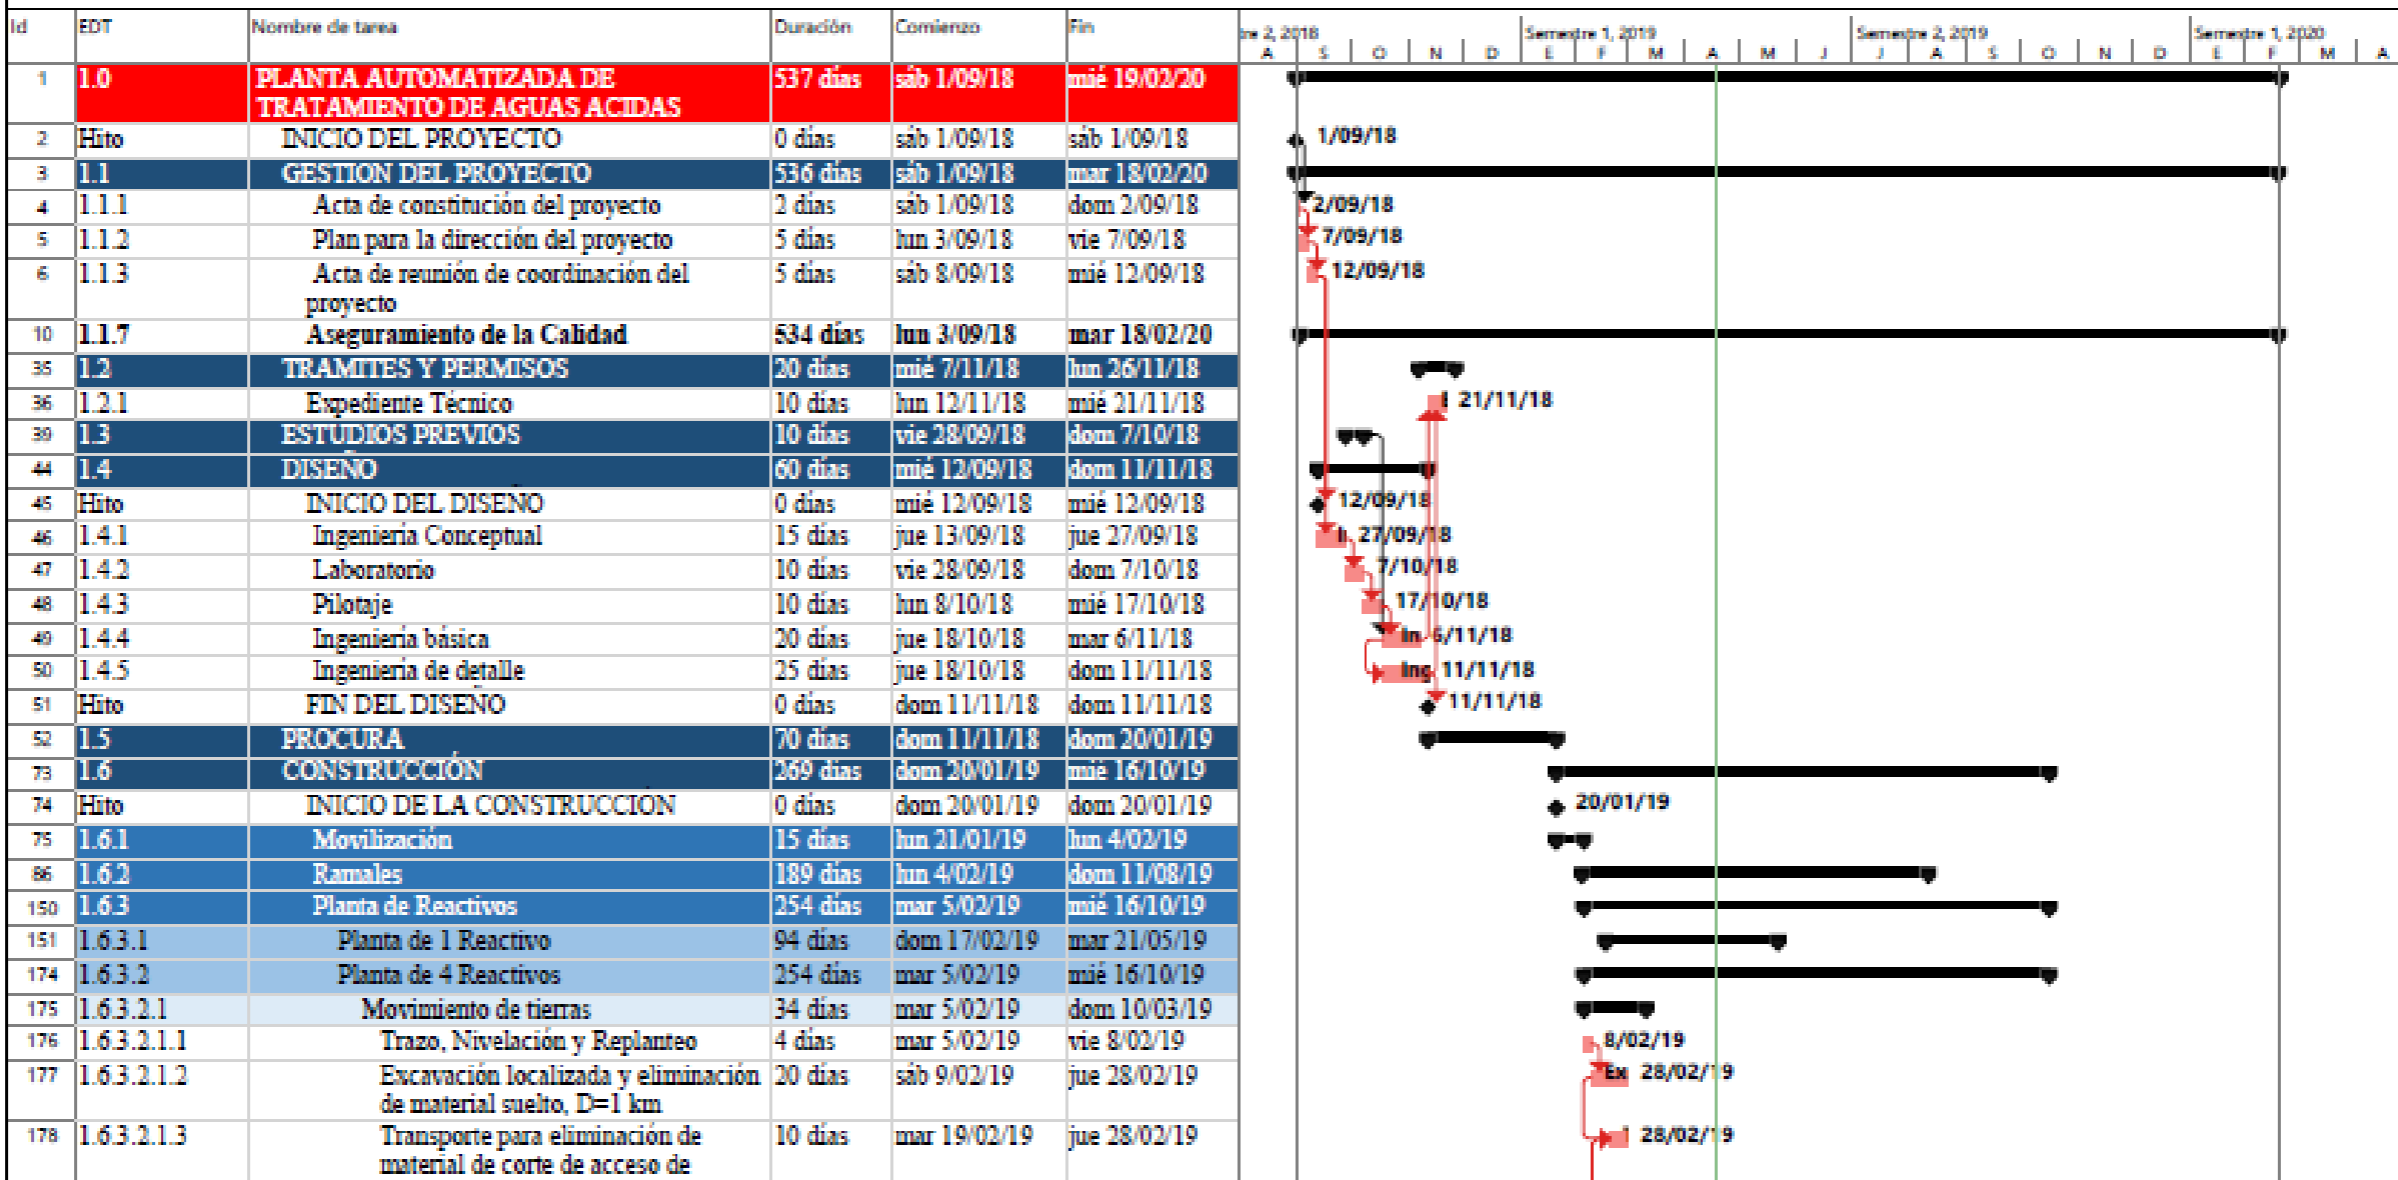 Id EDT Nombre de tarea Duración Comienzo Fin
tre 2, 2018 Semestre 1, 2019 Semestre 2, 2019 Semestre 1, 2020
A S O N D E F M A M J J A S O N D E F M A
1 1.0 PLANTA AUTOMATIZADA DE 537 días sáb 1/09/18 mié 19/02/20
TRATAMIENTO DE AGUAS ACIDAS
2 Hito INICIO DEL PROYECTO 0 días sáb 1/09/18 sáb 1/09/18 1/09/18
3 1.1 GESTION DEL PROYECTO 536 días sáb 1/09/18 mar 18/02/20
4 1.1.1 Acta de constitución del proyecto 2 días sáb 1/09/18 dom 2/09/18 2/09/18
5 1.1.2 Plan para la dirección del proyecto 5 días lun 3/09/18 vie 7/09/18 7/09/18
6 1.1.3 Acta de reunión de coordinación del 5 días sáb 8/09/18 mié 12/09/18 12/09/18
proyecto
10 1.1.7 Aseguramiento de la Calidad 534 días lun 3/09/18 mar 18/02/20
35 1.2 TRAMITES Y PERMISOS 20 días mié 7/11/18 lun 26/11/18
36 1.2.1 Expediente Técnico 10 días lun 12/11/18 mié 21/11/18 21/11/18
39 1.3 ESTUDIOS PREVIOS 10 días vie 28/09/18 dom 7/10/18
44 1.4 DISEÑO 60 días mié 12/09/18 dom 11/11/18
45 Hito INICIO DEL DISEÑO 0 días mié 12/09/18 mié 12/09/18 12/09/18
46 1.4.1 Ingeniería Conceptual 15 días jue 13/09/18 jue 27/09/18 27/09/18
47 1.4.2 Laboratorio 10 días vie 28/09/18 dom 7/10/18 7/10/18
48 1.4.3 Pilotaje 10 días lun 8/10/18 mié 17/10/18 17/10/18
49 1.4.4 Ingeniería básica 20 días jue 18/10/18 mar 6/11/18 In 6/11/18
50 1.4.5 Ingeniería de detalle 25 días jue 18/10/18 dom 11/11/18 Ing 11/11/18
51 Hito FIN DEL DISEÑO 0 días dom 11/11/18 dom 11/11/18 11/11/18
52 1.5 PROCURA 70 días dom 11/11/18 dom 20/01/19
73 1.6 CONSTRUCCIÓN 269 días dom 20/01/19 mié 16/10/19
74 Hito INICIO DE LA CONSTRUCCIÓN 0 días dom 20/01/19 dom 20/01/19 20/01/19
75 1.6.1 Movilización 15 días lun 21/01/19 lun 4/02/19
86 1.6.2 Ramales 189 días lun 4/02/19 dom 11/08/19
150 1.6.3 Planta de Reactivos 254 días mar 5/02/19 mié 16/10/19
151 1.6.3.1 Planta de 1 Reactivo 94 días dom 17/02/19 mar 21/05/19
174 1.6.3.2 Planta de 4 Reactivos 254 días mar 5/02/19 mié 16/10/19
175 1.6.3.2.1 Movimiento de tierras 34 días mar 5/02/19 dom 10/03/19
176 1.6.3.2.1.1 Trazo, Nivelación y Replanteo 4 días mar 5/02/19 vie 8/02/19 8/02/19
177 1.6.3.2.1.2 Excavación localizada y eliminación 20 días sáb 9/02/19 jue 28/02/19 Ex 28/02/19
de material suelto, D=1 km
178 1.6.3.2.1.3 Transporte para eliminación de 10 días mar 19/02/19 jue 28/02/19 28/02/19
material de corte de acceso de